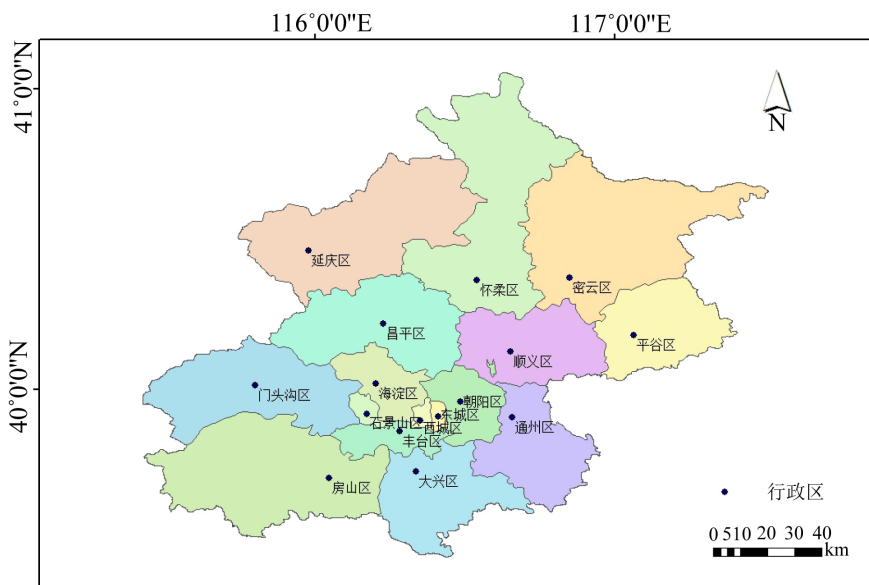 116°0'0"E
117°0'0"E
41°0'0"N
N
延庆区
怀柔区
密云区
昌平区
平谷区
顺义区
40°0'0"N
门头沟区
海淀区
朝阳区
石景山区
西城区
东城区
通州区
丰台区
房山区
大兴区
行政区
0 510 20 30 40
km